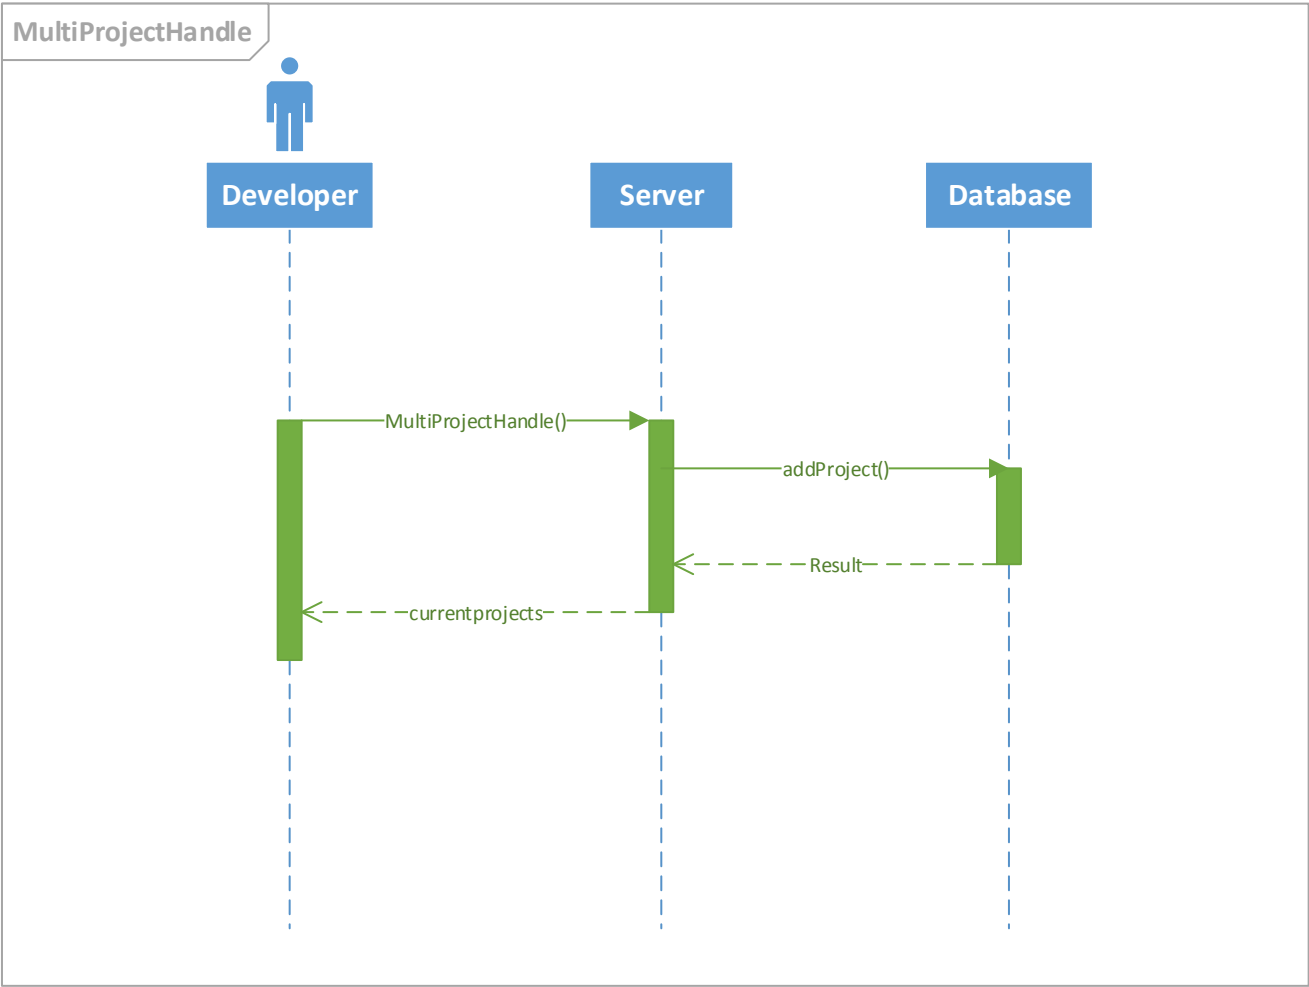 MultiProjectHandle
Developer
Server
Database
MultiProjectHandle()
addProject()
Result
currentprojects